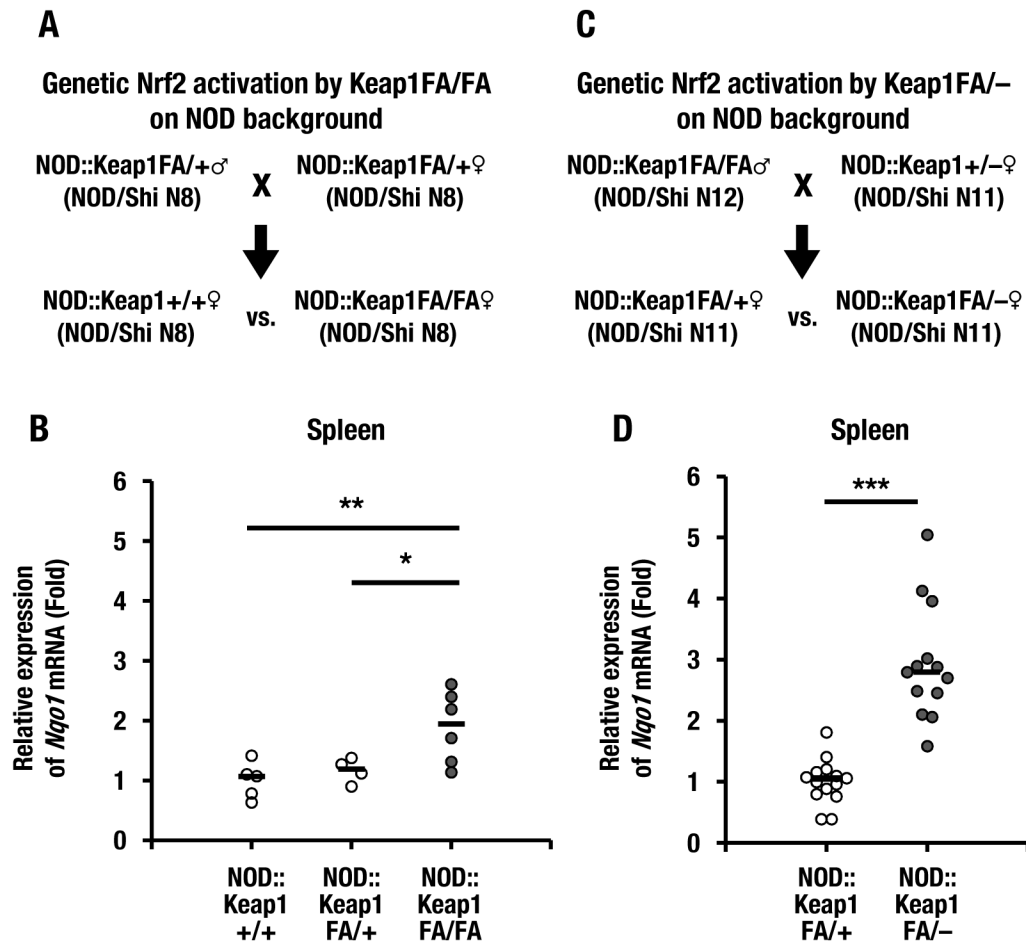 A
Genetic Nrf2 activation by Keap1FA/FA
on NOD background
NOD::Keap1FA/+♂ X NOD::Keap1FA/+♀
(NOD/Shi N8) (NOD/Shi N8)
NOD::Keap1+/+♀ vs. NOD::Keap1FA/FA♀
(NOD/Shi N8) (NOD/Shi N8)
C
Genetic Nrf2 activation by Keap1FA/–
on NOD background
NOD::Keap1FA/FA♂ X NOD::Keap1+/–♀
(NOD/Shi N12) (NOD/Shi N11)
NOD::Keap1FA/+♀ vs. NOD::Keap1FA/–♀
(NOD/Shi N11) (NOD/Shi N11)
B
Spleen
Relative expression
of Nqo1 mRNA (Fold)
6
5
4
3
2
1
0
**
*
NOD:: NOD:: NOD::
Keap1 Keap1 Keap1
+/+ FA/+ FA/FA
D
Spleen
Relative expression
of Nqo1 mRNA (Fold)
6
5
4
3
2
1
0
***
NOD:: NOD::
Keap1 Keap1
FA/+ FA/–